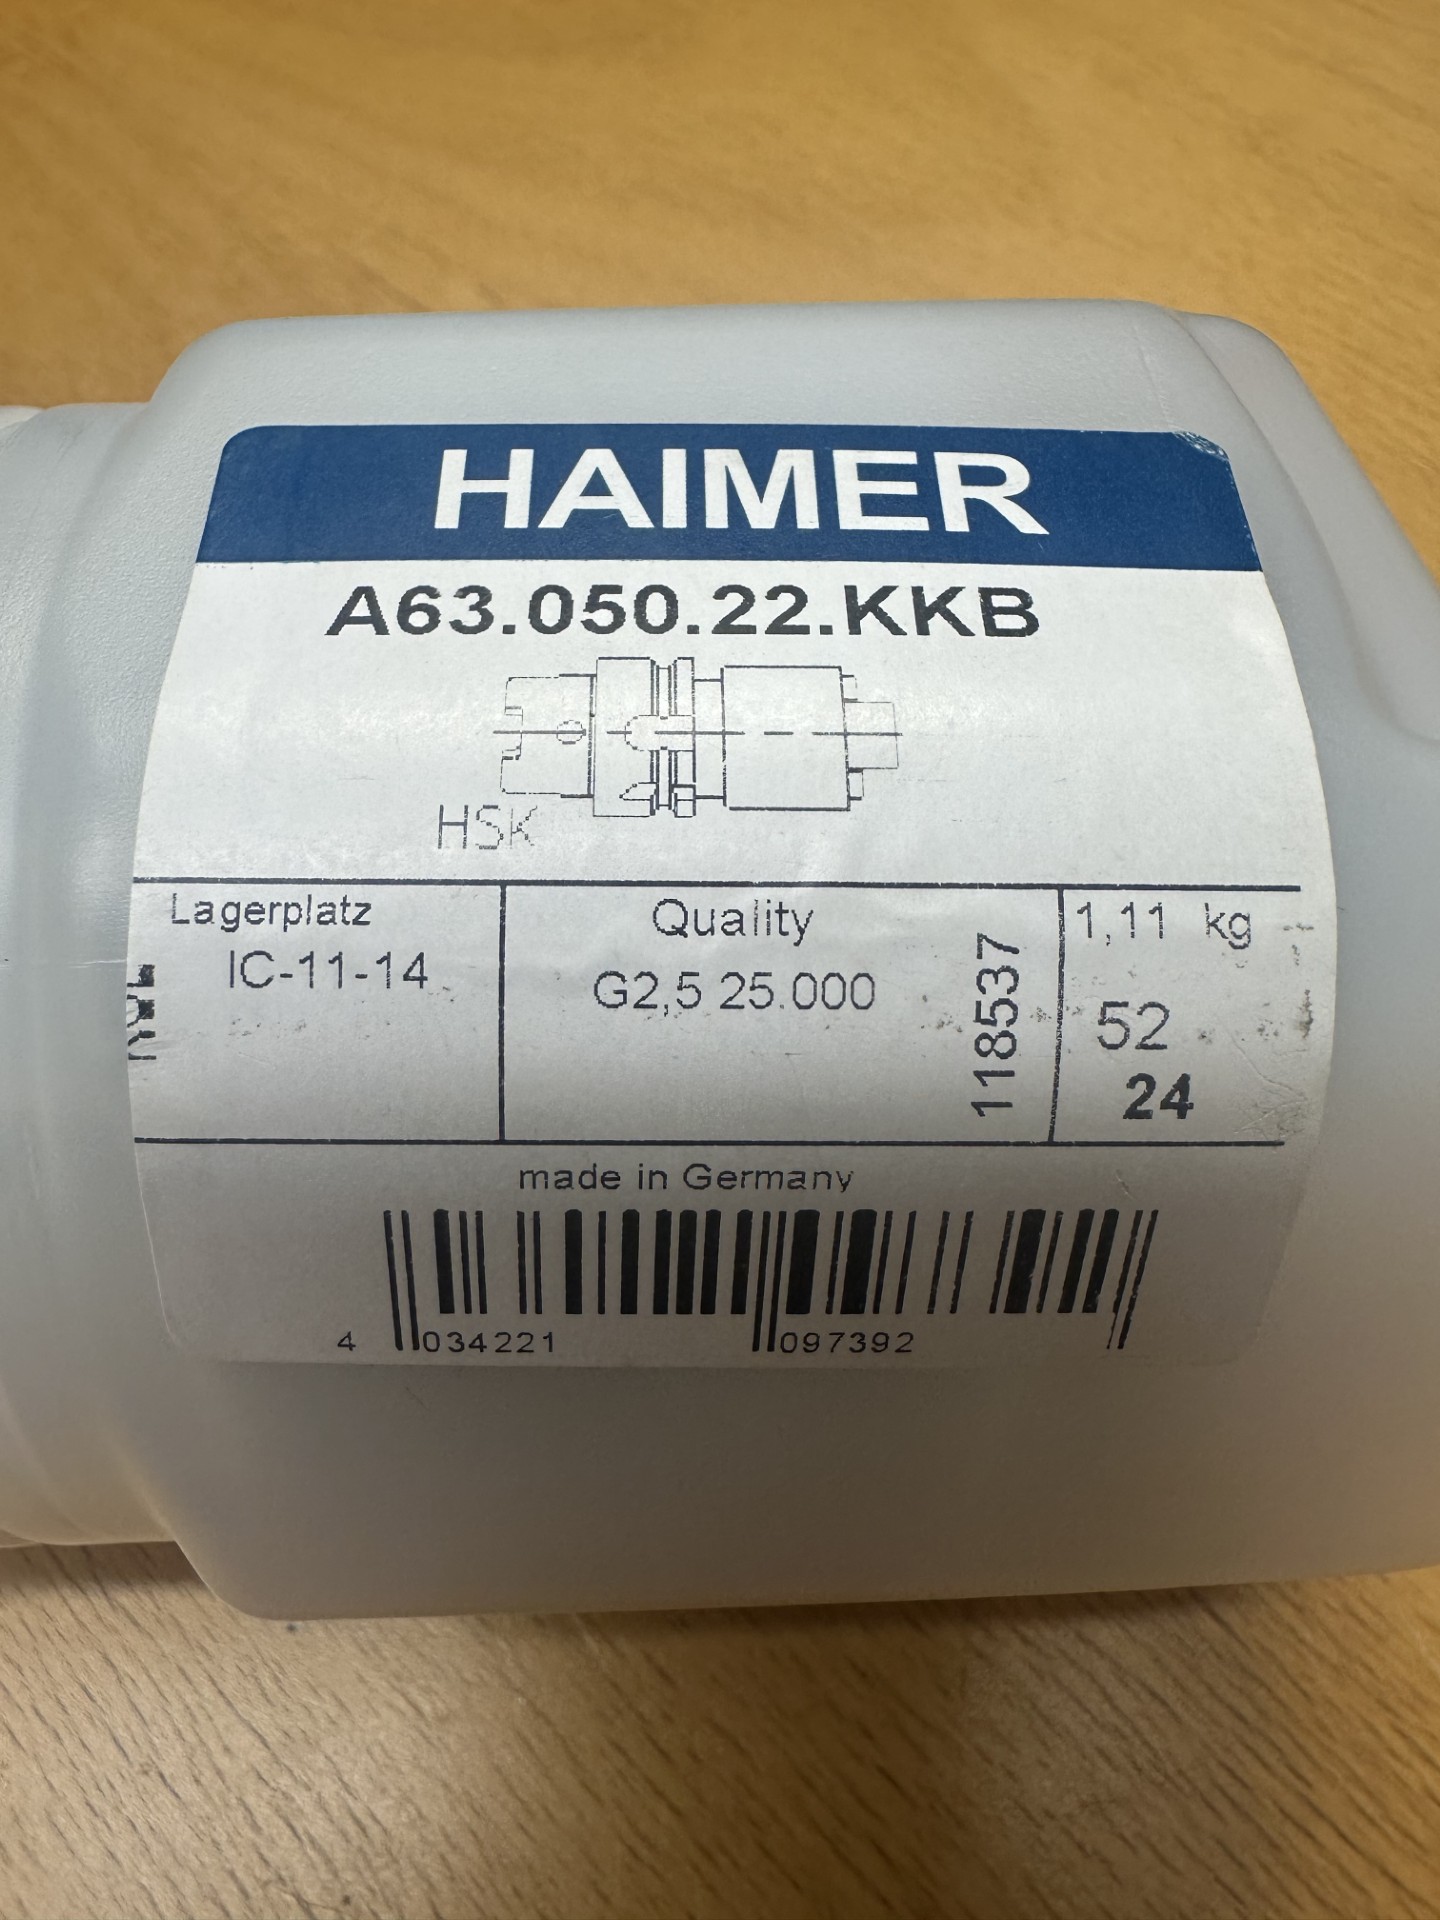 HAIMER
A63.050.22.KKB
HSK
Lagerplatz
IC-11-14
Quality
G2,5 25.000
118537
1,11 kg
52
24
made in Germany
4 034221 097392